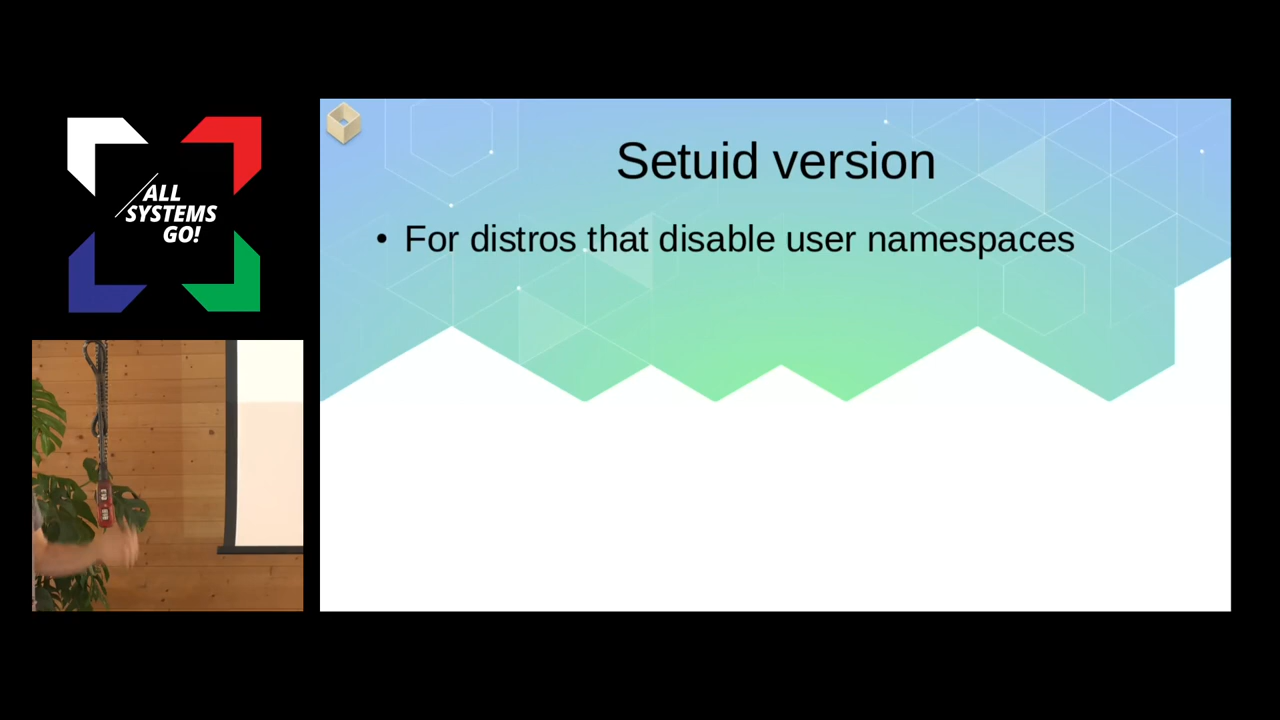 ALL
SYSTEMS
GO!
Setuid version
• For distros that disable user namespaces